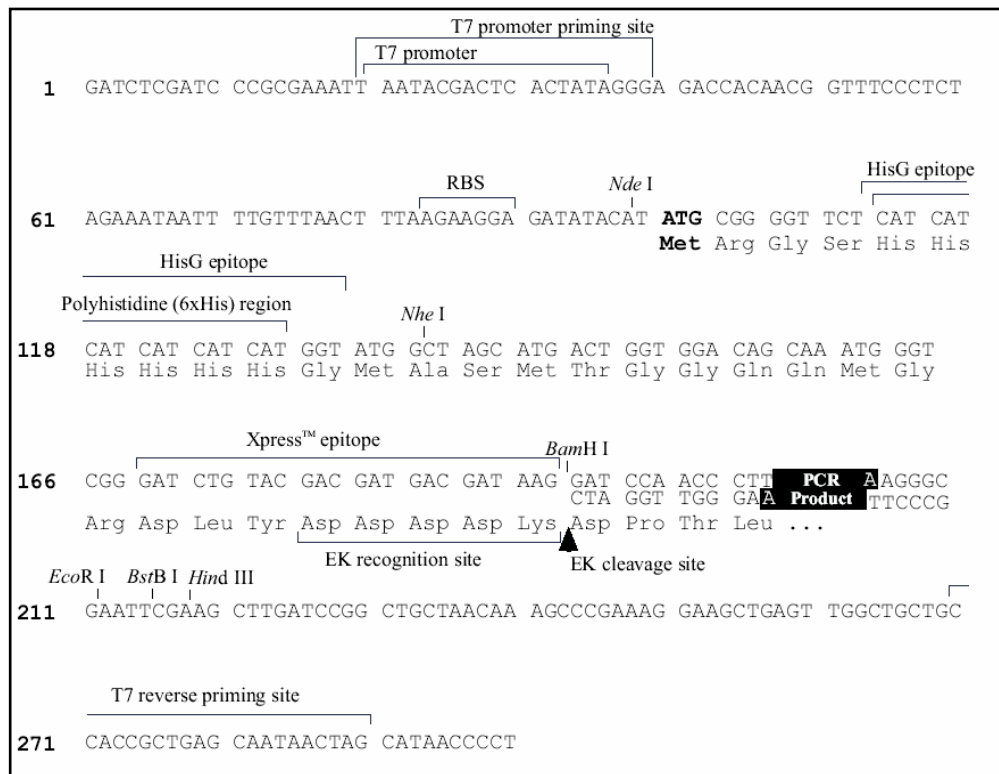 T7 promoter priming site
T7 promoter
1 GATCTCGATC CCGCGAAATT AATACGACTC ACTATAGGGA GACCACAACG GTTTCCCTCT
RBS
Nde I
HisG epitope
61 AGAAATAATT TTGTTTAACT TTAAGAAGGA GATATACAT ATG CGG GGT TCT CAT CAT
Met Arg Gly Ser His His
HisG epitope
Polyhistidine (6xHis) region
Nhe I
118 CAT CAT CAT CAT GGT ATG GCT AGC ATG ACT GGT GGA CAG CAA ATG GGT
His His His His Gly Met Ala Ser Met Thr Gly Gly Gln Gln Met Gly
Xpress™ epitope
BamH I
166 CGG GAT CTG TAC GAC GAT GAC GAT AAG GAT CCA ACC CTT PCR A AGGGC
CTA GGT TGG GAA Product TTCCCG
Arg Asp Leu Tyr Asp Asp Asp Asp Lys Asp Pro Thr Leu ...
EK recognition site
EK cleavage site
EcoR I
BstB I
Hind III
211 GAATTCGAAG CTTGATCCGG CTGCTAACAA AGCCCGAAAG GAAGCTGAGT TGGCTGCTGC
T7 reverse priming site
271 CACCGCTGAG CAATAACTAG CATAACCCCT